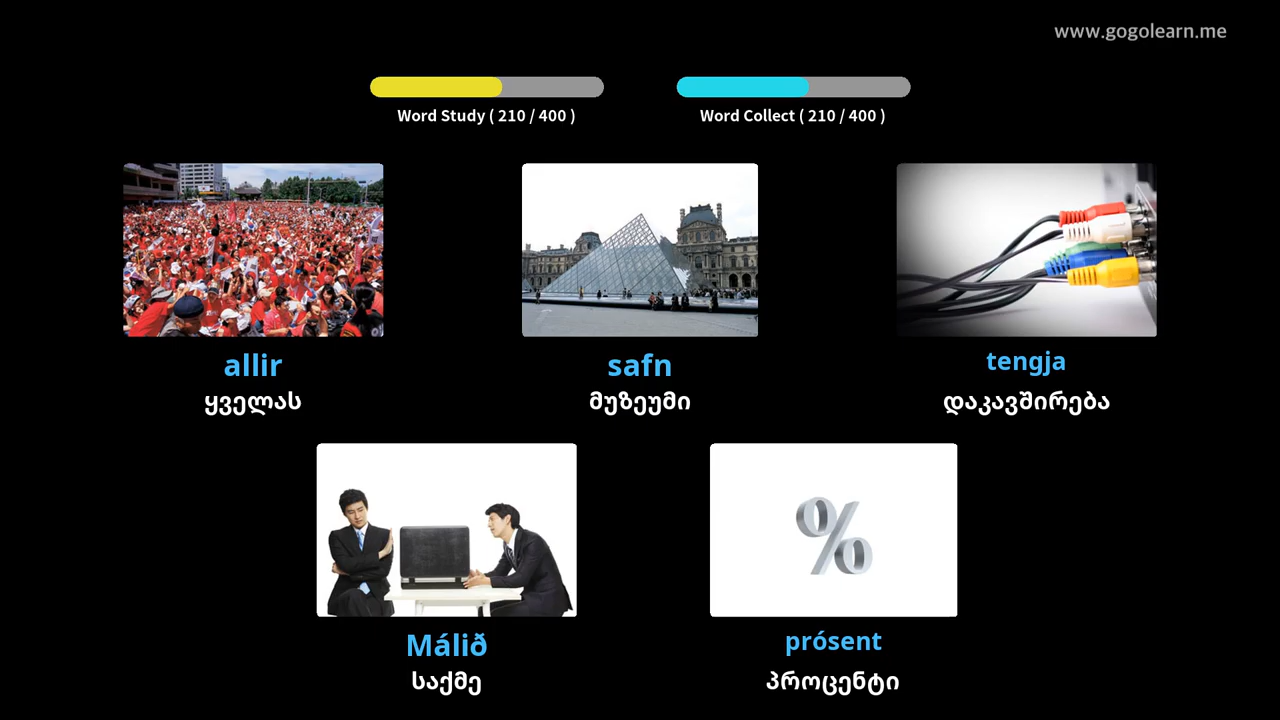 www.gogolearn.me
Word Study ( 210 / 400 )
Word Collect ( 210 / 400 )
allir
ყველას
safn
მუზეუმი
tengja
დაკავშირება
Málið
საქმე
prósent
პროცენტი